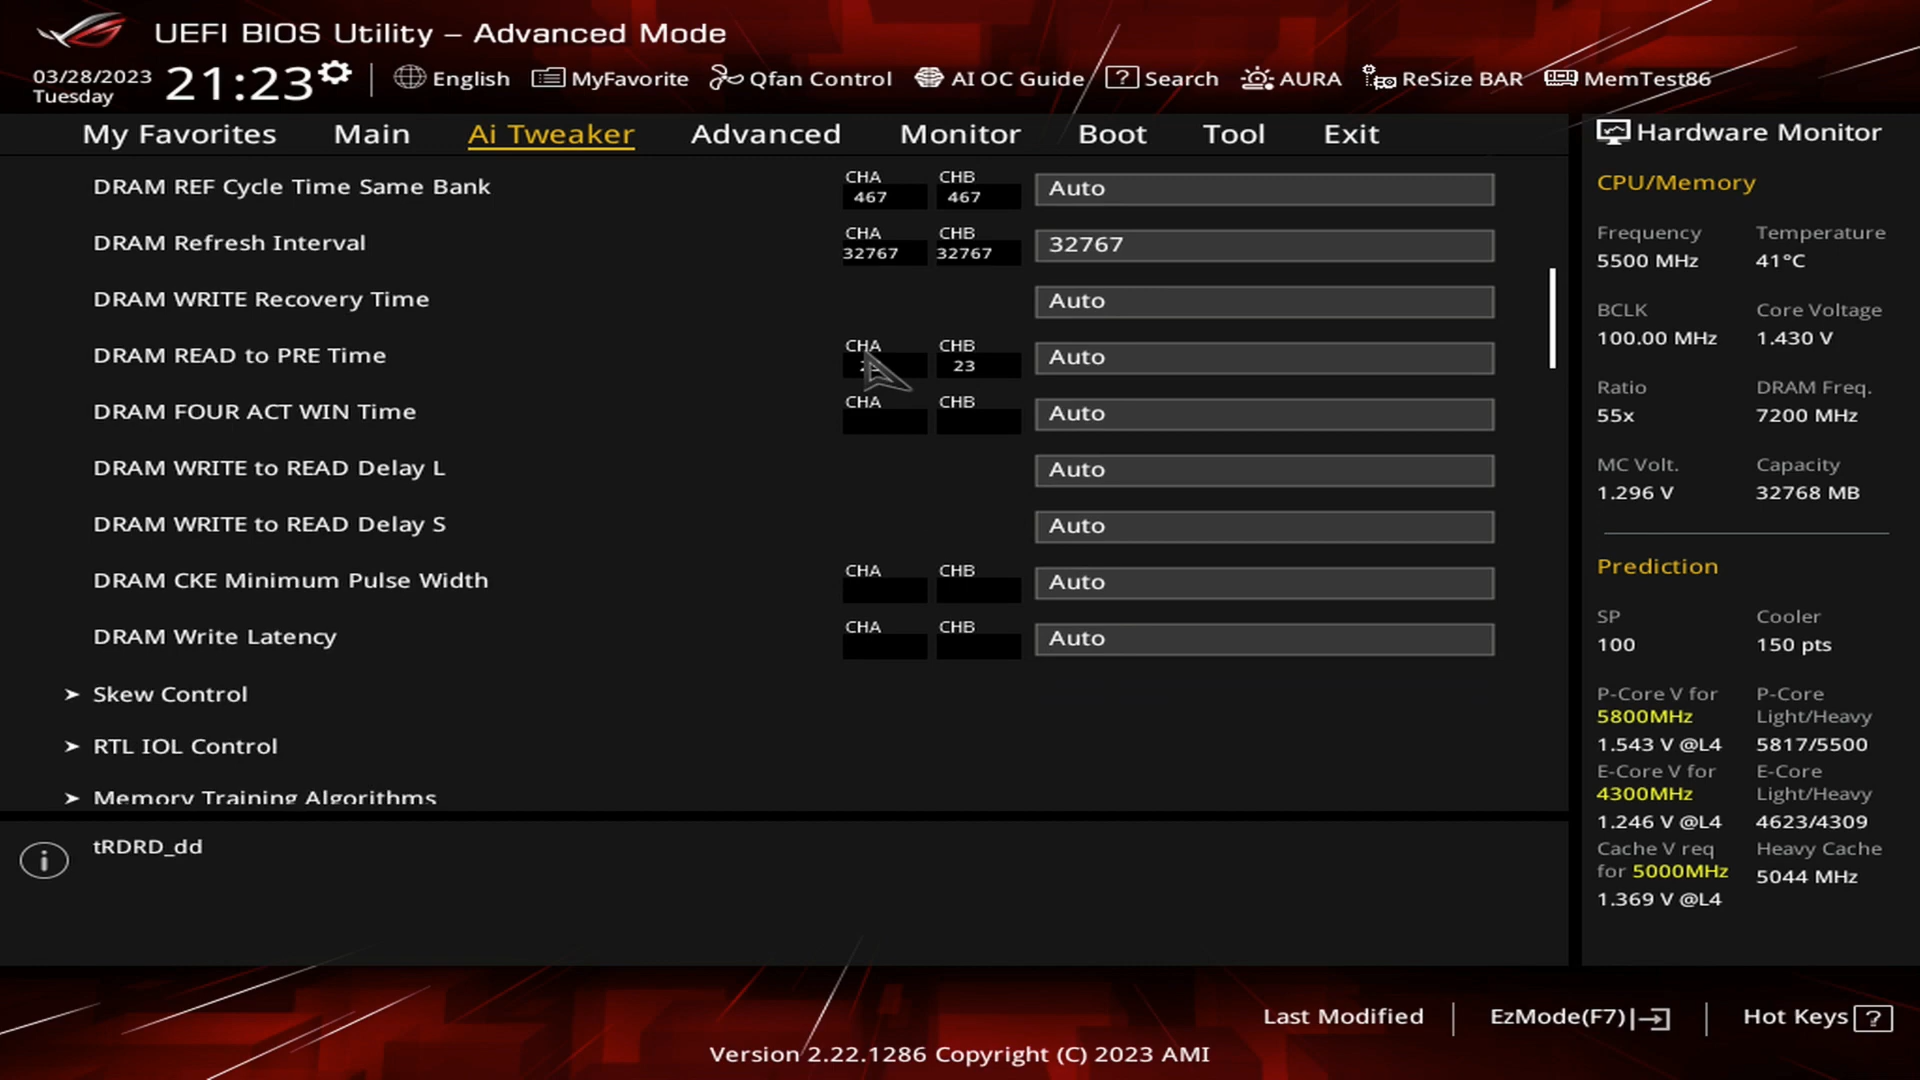 UEFI BIOS Utility – Advanced Mode
03/28/2023
Tuesday
21:23
English
MyFavorite
Qfan Control
AI OC Guide
? Search
AURA
ReSize BAR
MemTest86
My Favorites
Main
Ai Tweaker
Advanced
Monitor
Boot
Tool
Exit
DRAM REF Cycle Time Same Bank
CHA CHB
467 467
Auto
DRAM Refresh Interval
CHA CHB
32767 32767
32767
DRAM WRITE Recovery Time
Auto
DRAM READ to PRE Time
CHA CHB
23
Auto
DRAM FOUR ACT WIN Time
CHA CHB
Auto
DRAM WRITE to READ Delay L
Auto
DRAM WRITE to READ Delay S
Auto
DRAM CKE Minimum Pulse Width
CHA CHB
Auto
DRAM Write Latency
CHA CHB
Auto
Skew Control
RTL IOL Control
Memory Training Algorithms
i
tRDRD_dd
Hardware Monitor
CPU/Memory
Frequency Temperature
5500 MHz 41°C
BCLK Core Voltage
100.00 MHz 1.430 V
Ratio DRAM Freq.
55x 7200 MHz
MC Volt. Capacity
1.296 V 32768 MB
Prediction
SP Cooler
100 150 pts
P-Core V for P-Core
5800MHz Light/Heavy
1.543 V @L4 5817/5500
E-Core V for E-Core
4300MHz Light/Heavy
1.246 V @L4 4623/4309
Cache V req Heavy Cache
for 5000MHz 5044 MHz
1.369 V @L4
Last Modified
EzMode(F7)
Hot Keys ?
Version 2.22.1286 Copyright (C) 2023 AMI